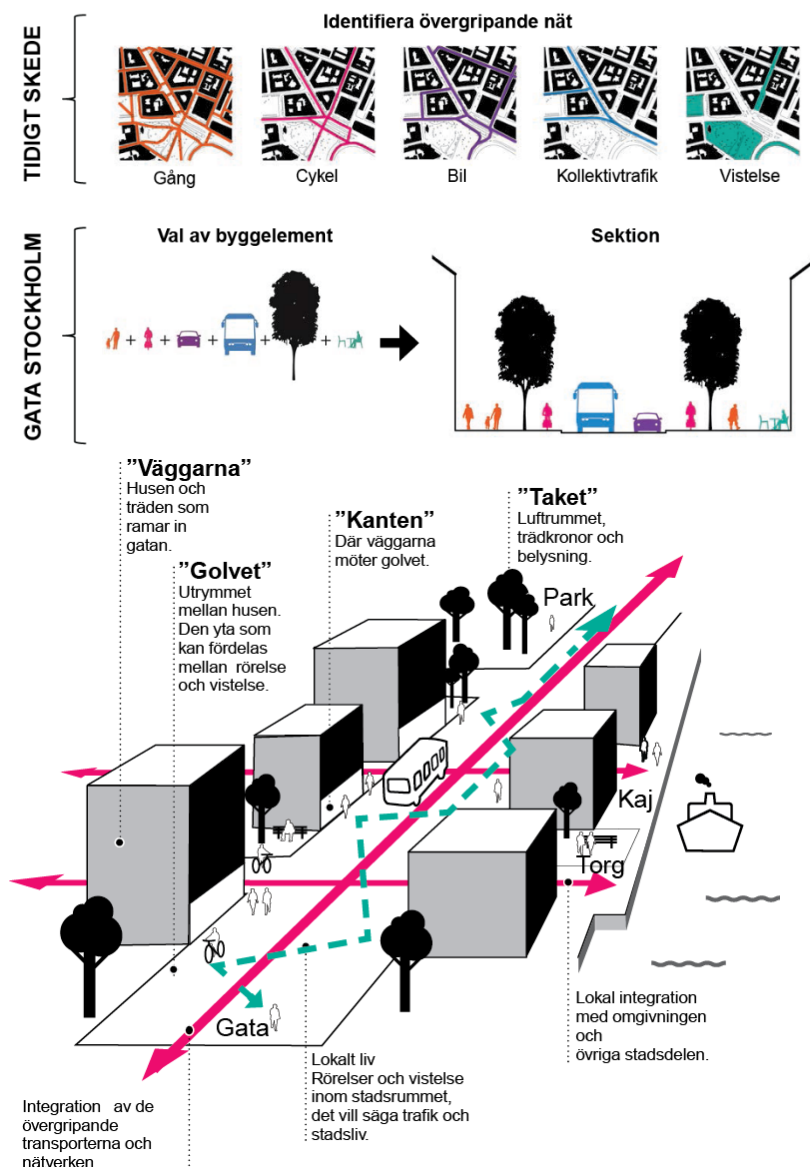 TIDIGT SKEDE
Identifiera övergripande nät
Gång
Cykel
Bil
Kollektivtrafik
Vistelse
GATA STOCKHOLM
Val av byggelement
Sektion
+ + + + +
”Väggarna”
Husen och
träden som
ramar in
gatan.
”Golvet”
Utrymmet
mellan husen.
Den yta som
kan fördelas
mellan rörelse
och vistelse.
”Kanten”
Där väggarna
möter golvet.
”Taket”
Luftrummet,
trädkronor och
belysning.
Park
Kaj
Torg
Gata
Lokal integration
med omgivningen
och
övriga stadsdelen.
Lokalt liv
Rörelser och vistelse
inom stadsrummet,
det vill säga trafik och
stadsliv.
Integration av de
övergripande
transporterna och
nätverken